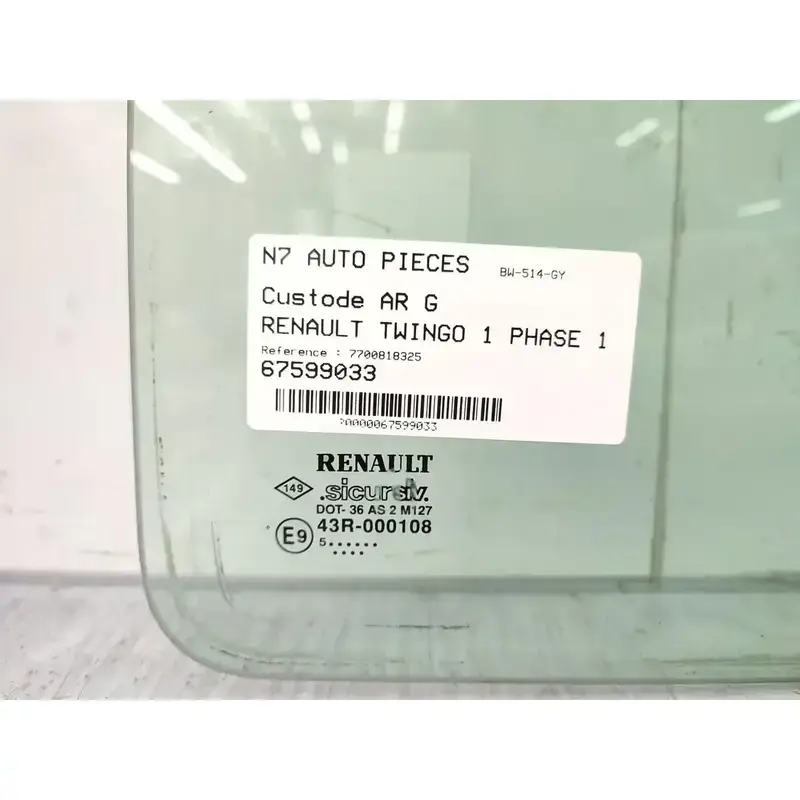 N7 AUTO PIECES BW-514-GY
Custode AR G
RENAULT TWINGO 1 PHASE 1
Reference : 7700818325
67599033
RENAULT
149 .sicursiv.
DOT- 36 AS 2 M127
E9 43R-000108
5......
....